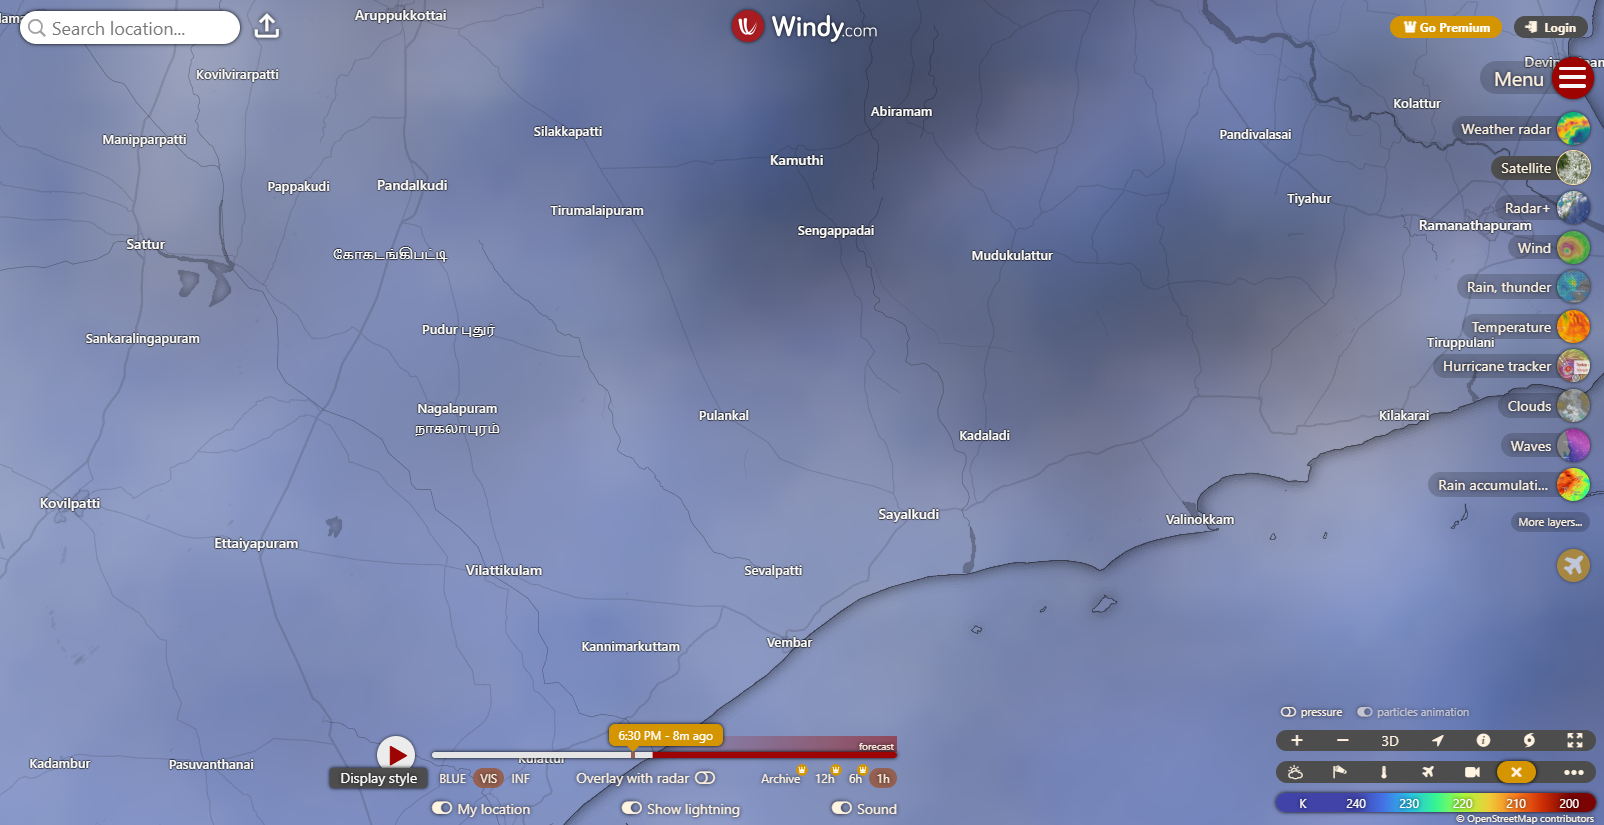 Search location...
Windy.com
Go Premium
Login
Menu
Weather radar
Satellite
Radar+
Wind
Rain, thunder
Temperature
Hurricane tracker
Clouds
Waves
Rain accumulati...
More layers...
Aruppukkottai
Kovilvirarpatti
Abiramam
Kolattur
Silakkapatti
Pandivalasai
Manipparpatti
Kamuthi
Pappakudi
Pandalkudi
Tirumalaipuram
Tiyahur
Ramanathapuram
Sengappadai
Sattur
கோகடங்கிபட்டி
Mudukulattur
Pudur புதுர்
Sankaralingapuram
Tiruppulani
Nagalapuram
நாகலாபுரம்
Pulankal
Kilakarai
Kadaladi
Kovilpatti
Sayalkudi
Valinokkam
Ettaiyapuram
Vilattikulam
Sevalpatti
Kannimarkuttam
Vembar
Kadambur
Pasuvanthanai
Kulattur
6:30 PM - 8m ago
forecast
Display style
BLUE VIS INF
Overlay with radar
Archive 12h 6h 1h
My location
Show lightning
Sound
pressure
particles animation
3D
K 240 230 220 210 200
© OpenStreetMap contributors